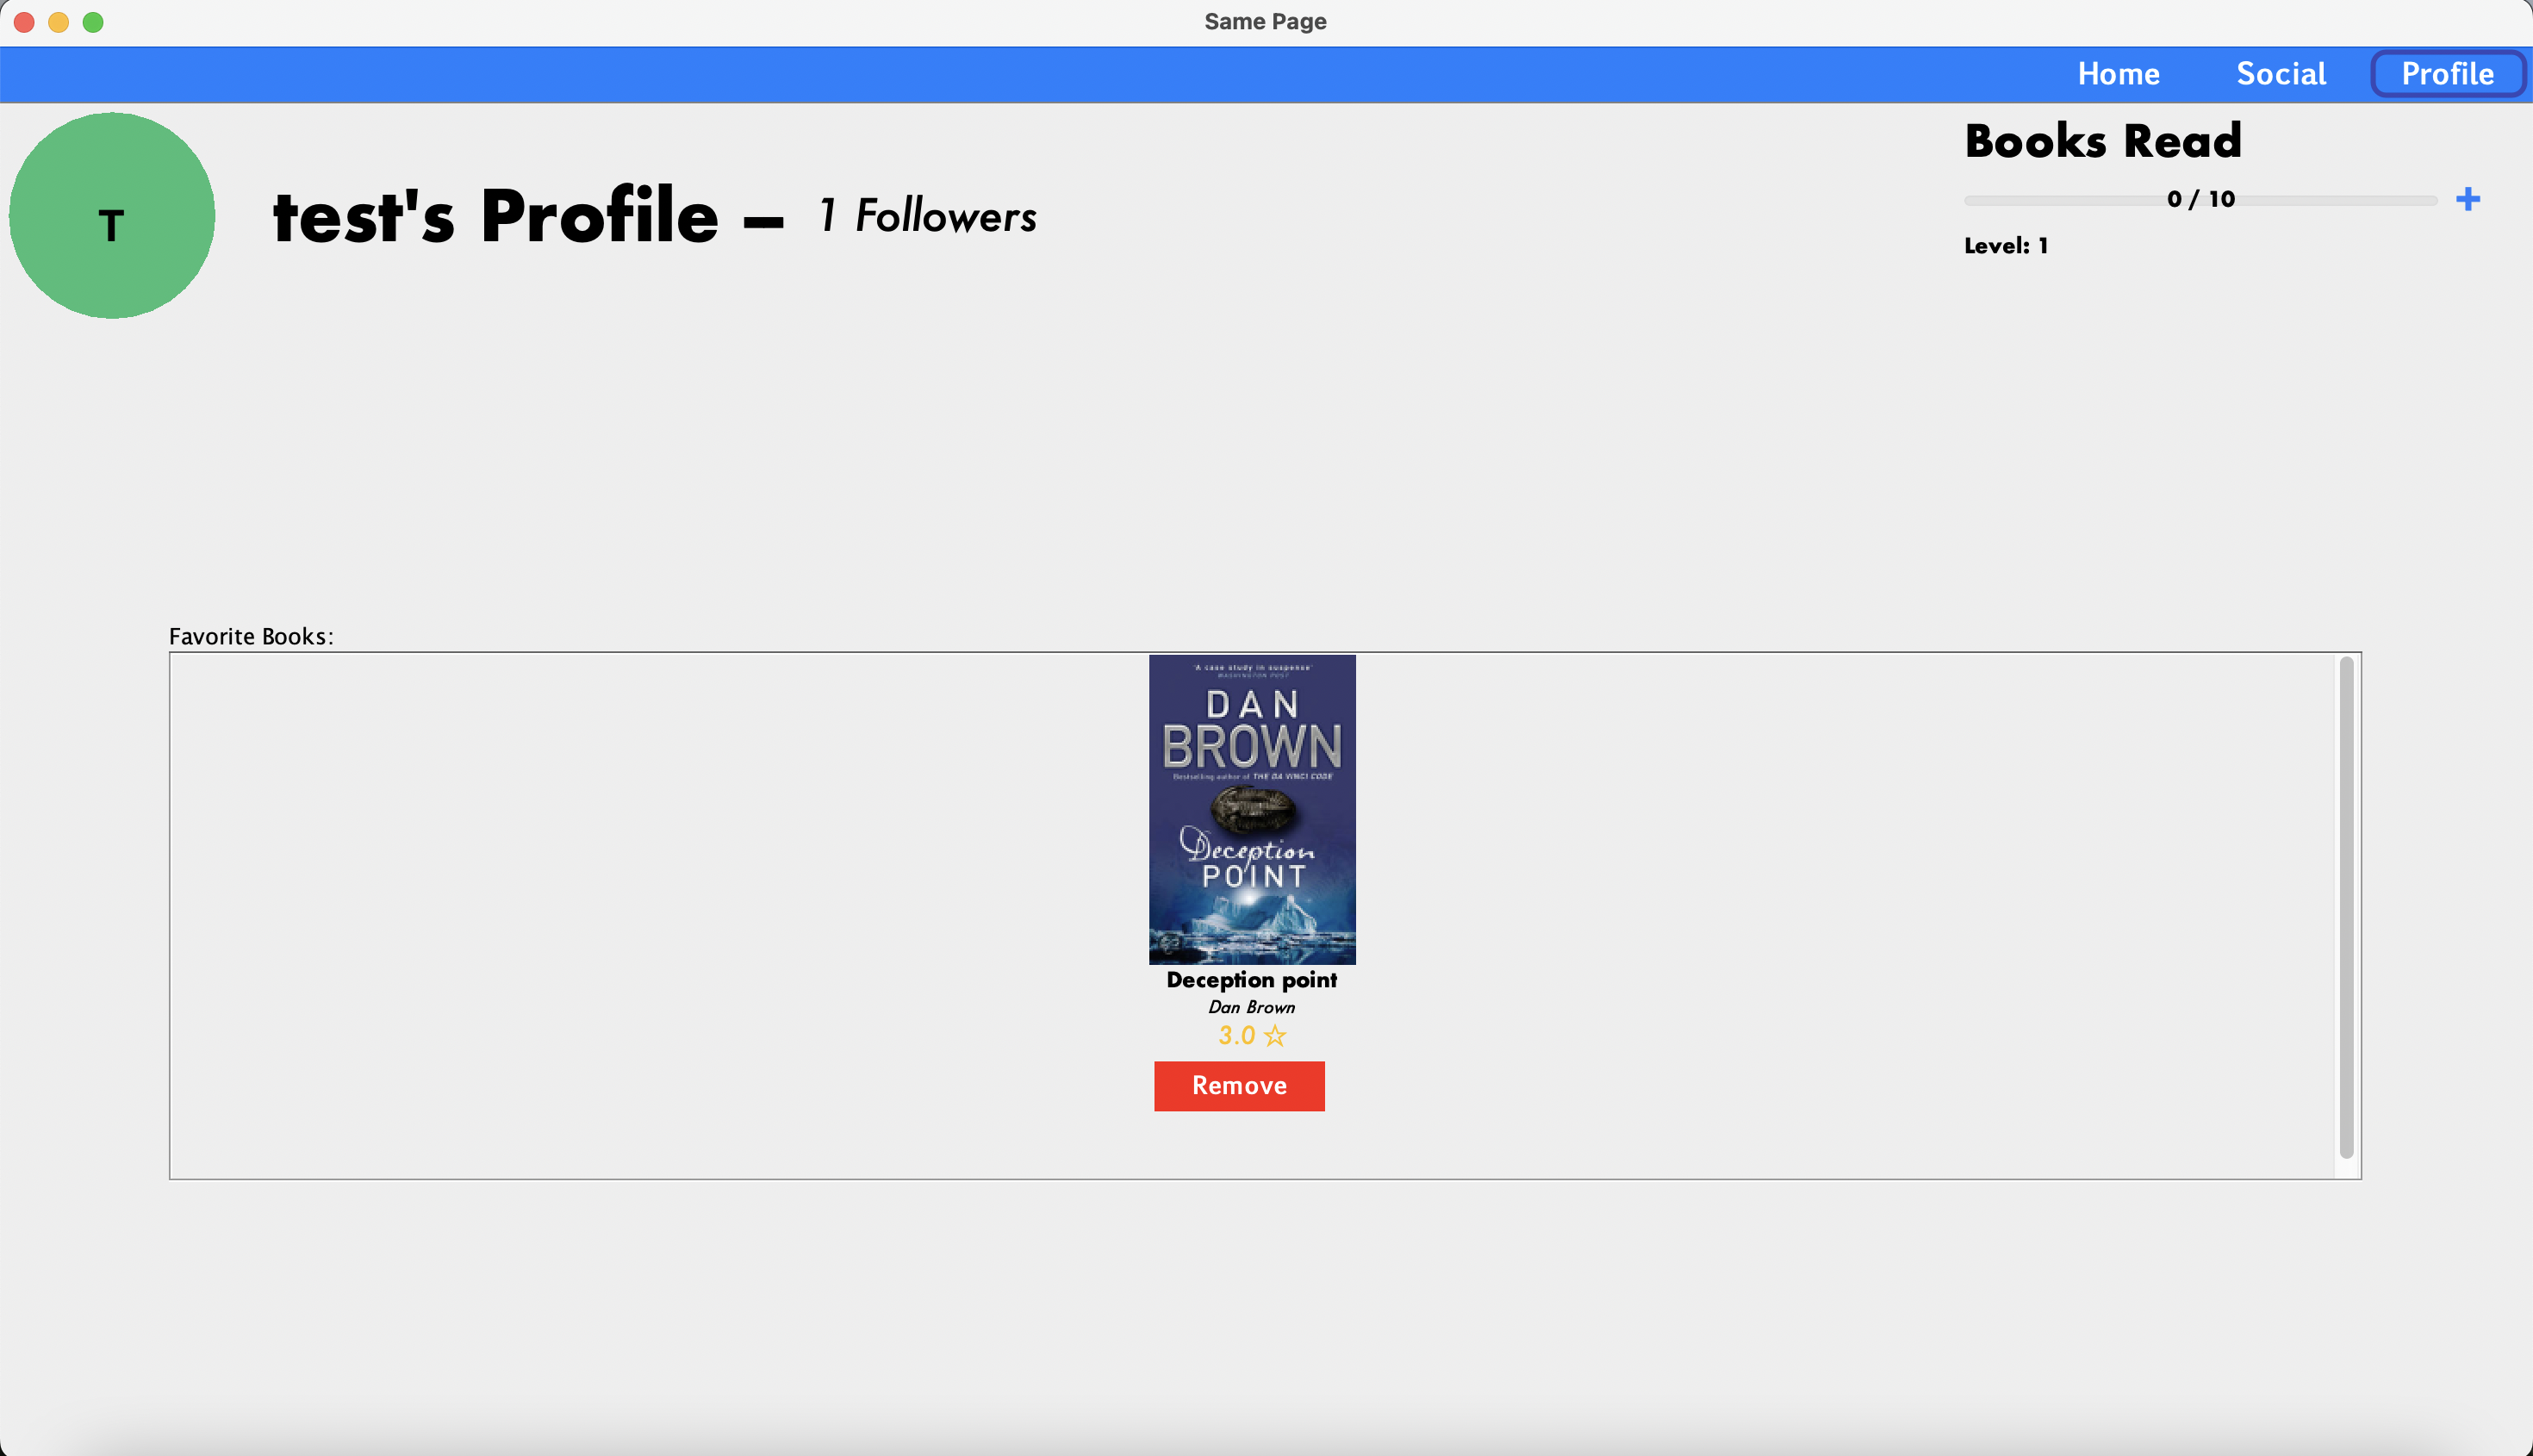 Same Page
Home Social Profile
T
test's Profile – 1 Followers
Books Read
0 / 10 +
Level: 1
Favorite Books:
'A case study in suspense'
WASHINGTON POST
DAN
BROWN
Bestselling author of THE DA VINCI CODE
Deception
POINT
Deception point
Dan Brown
3.0 ☆
Remove